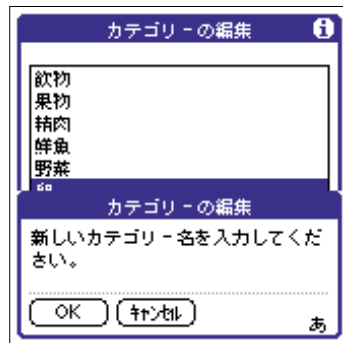 カテゴリーの編集
飲物
果物
精肉
鮮魚
野菜
カテゴリーの編集
新しいカテゴリー名を入力してくだ
さい。
OK キャンセル
あ